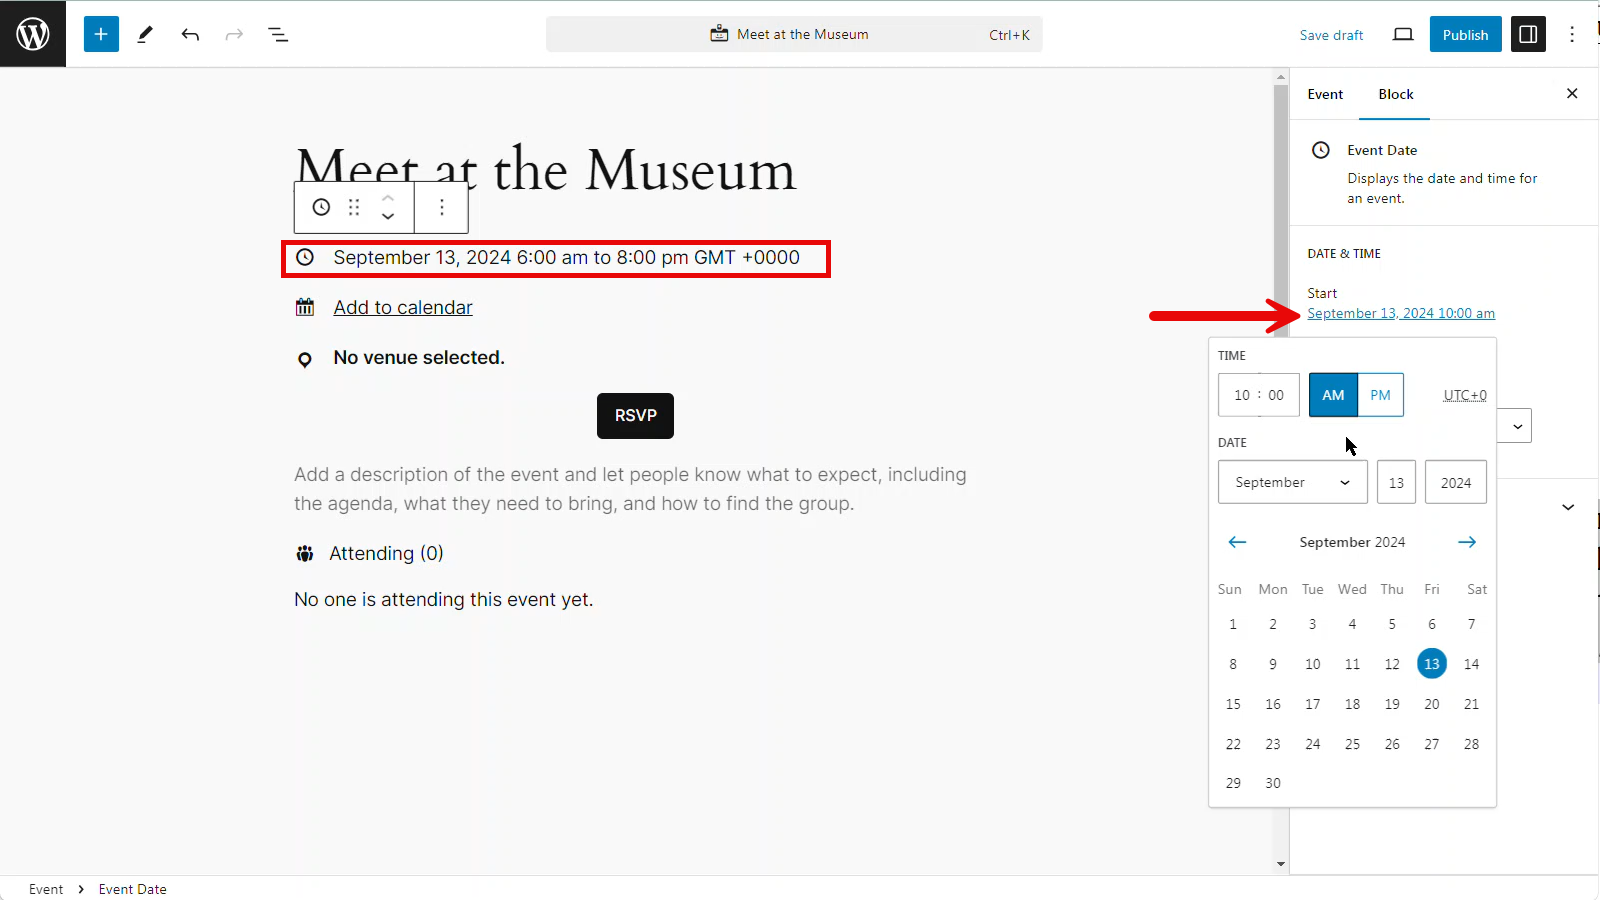 Meet at the Museum Ctrl+K
Save draft
Publish
Event Block
Event Date
Displays the date and time for
an event.
Meet at the Museum
September 13, 2024 6:00 am to 8:00 pm GMT +0000
Add to calendar
No venue selected.
RSVP
Add a description of the event and let people know what to expect, including
the agenda, what they need to bring, and how to find the group.
Attending (0)
No one is attending this event yet.
DATE & TIME
Start
September 13, 2024 10:00 am
TIME
10 : 00 AM PM UTC+0
DATE
September 13 2024
September 2024
Sun Mon Tue Wed Thu Fri Sat
1 2 3 4 5 6 7
8 9 10 11 12 13 14
15 16 17 18 19 20 21
22 23 24 25 26 27 28
29 30
Event Event Date